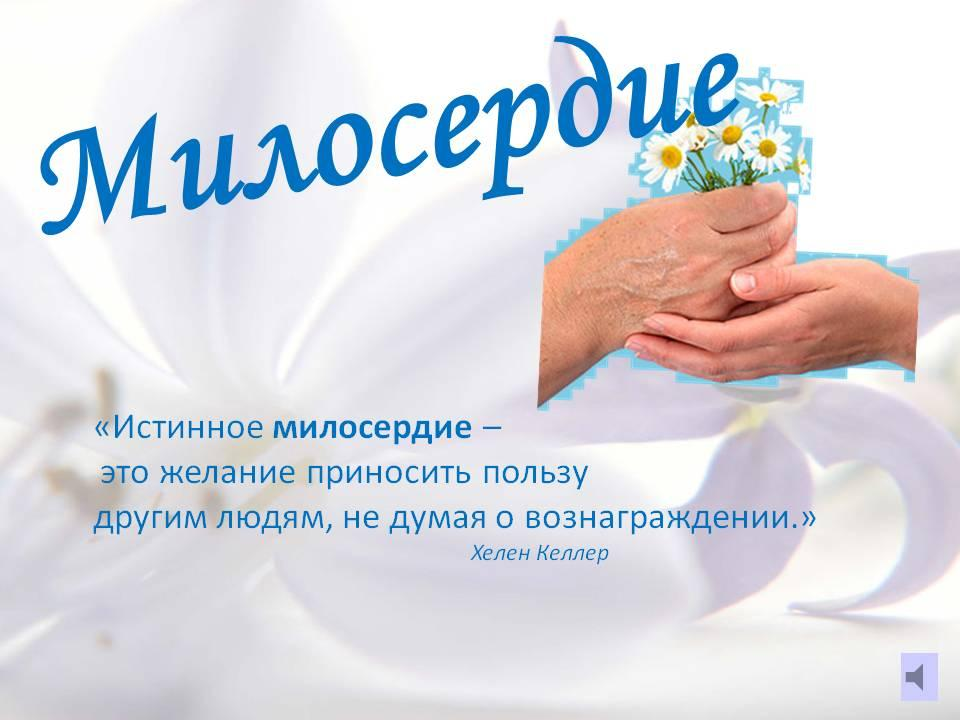 Милосердие
«Истинное милосердие –
это желание приносить пользу
другим людям, не думая о вознаграждении.»
Хелен Келлер